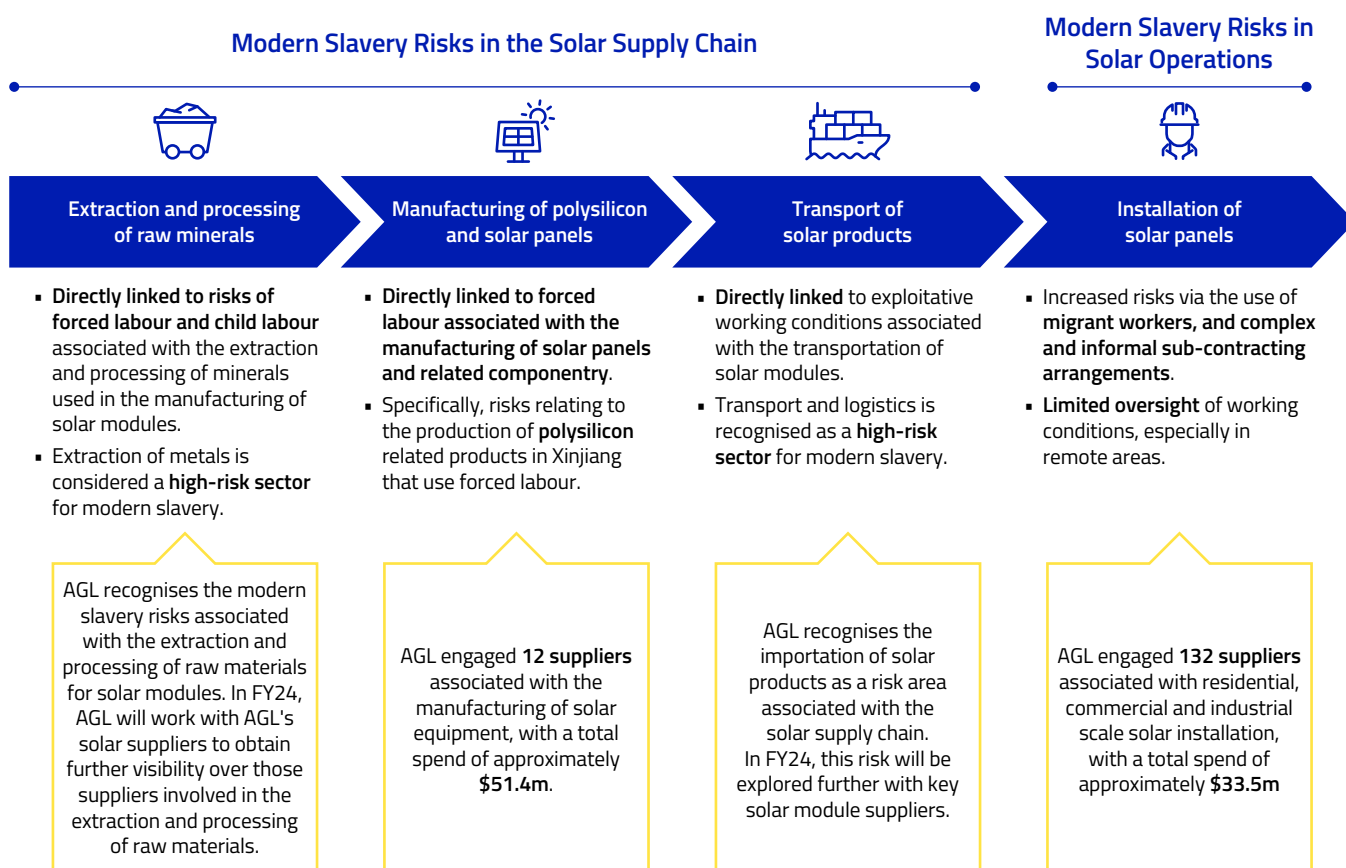 Modern Slavery Risks in the Solar Supply Chain
Modern Slavery Risks in
Solar Operations
Extraction and processing
of raw minerals
Manufacturing of polysilicon
and solar panels
Transport of
solar products
Installation of
solar panels
▪ Directly linked to risks of
forced labour and child labour
associated with the extraction
and processing of minerals
used in the manufacturing of
solar modules.
▪ Extraction of metals is
considered a high-risk sector
for modern slavery.
▪ Directly linked to forced
labour associated with the
manufacturing of solar panels
and related componentry.
▪ Specifically, risks relating to
the production of polysilicon
related products in Xinjiang
that use forced labour.
▪ Directly linked to exploitative
working conditions associated
with the transportation of
solar modules.
▪ Transport and logistics is
recognised as a high-risk
sector for modern slavery.
▪ Increased risks via the use of
migrant workers, and complex
and informal sub-contracting
arrangements.
▪ Limited oversight of working
conditions, especially in
remote areas.
AGL recognises the modern
slavery risks associated
with the extraction and
processing of raw materials
for solar modules. In FY24,
AGL will work with AGL's
solar suppliers to obtain
further visibility over those
suppliers involved in the
extraction and processing
of raw materials.
AGL engaged 12 suppliers
associated with the
manufacturing of solar
equipment, with a total
spend of approximately
$51.4m.
AGL recognises the
importation of solar
products as a risk area
associated with the
solar supply chain.
In FY24, this risk will be
explored further with key
solar module suppliers.
AGL engaged 132 suppliers
associated with residential,
commercial and industrial
scale solar installation,
with a total spend of
approximately $33.5m